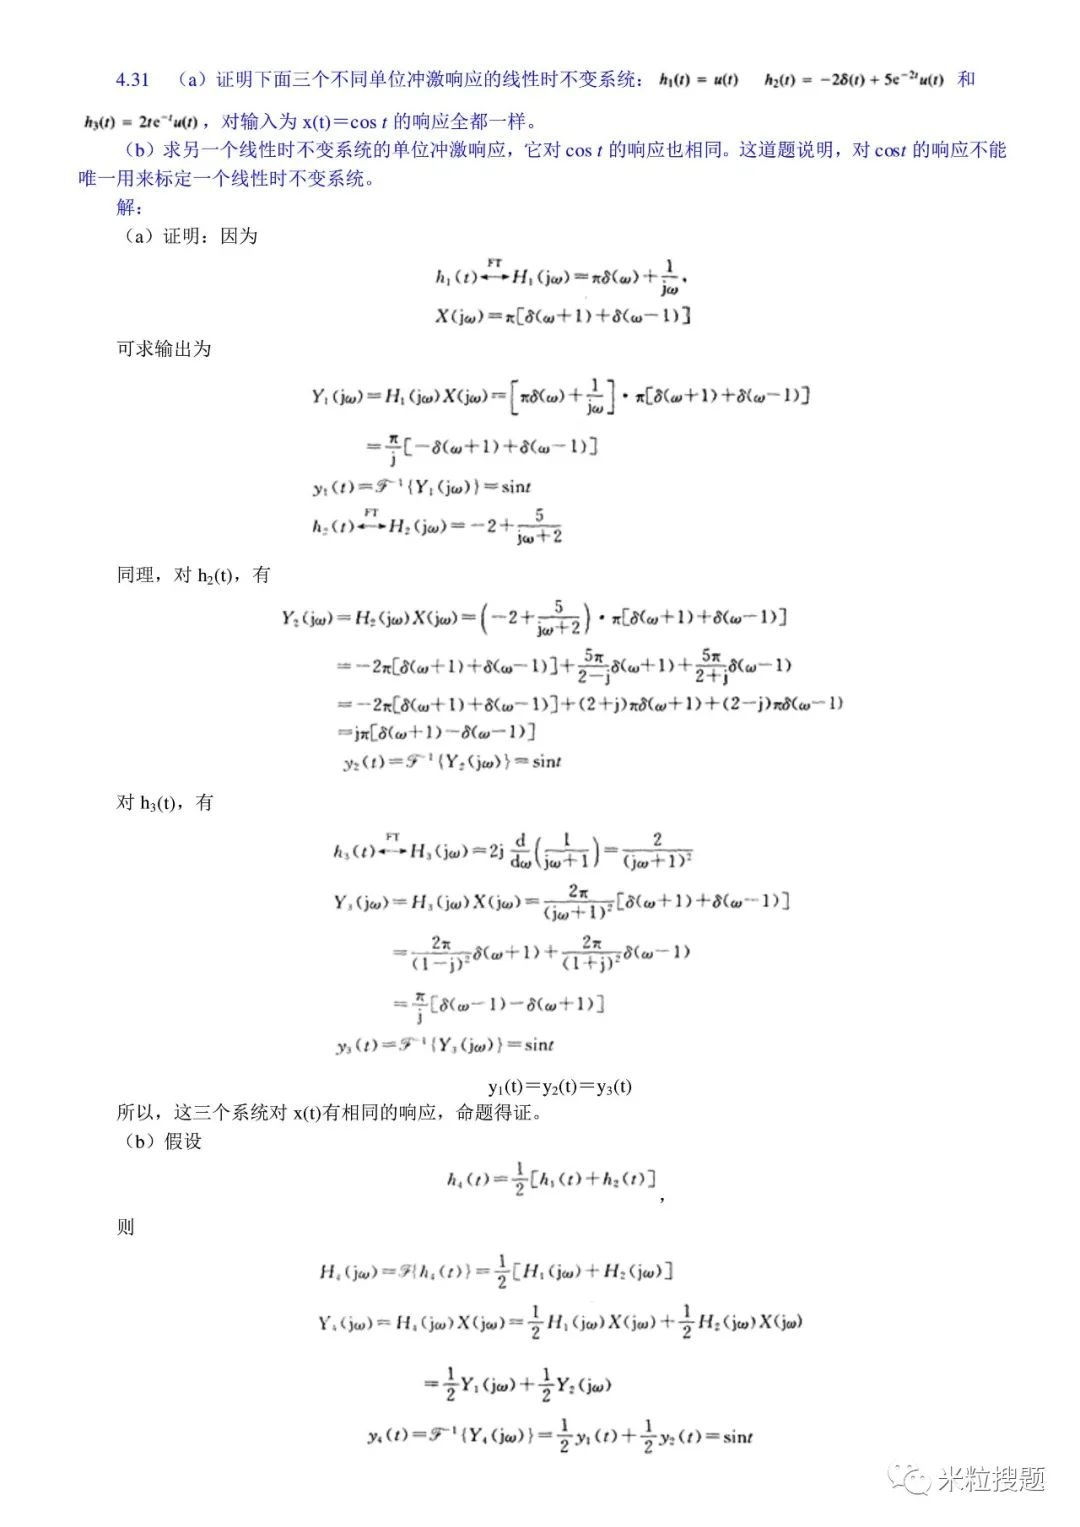 4.31 （a）证明下面三个不同单位冲激响应的线性时不变系统： h₁(t) = u(t) h₂(t) = −2δ(t) + 5e⁻²ᵗu(t) 和
h₃(t) = 2te⁻ᵗu(t)，对输入为 x(t)＝cos t 的响应全都一样。
（b）求另一个线性时不变系统的单位冲激响应，它对 cos t 的响应也相同。这道题说明，对 cost 的响应不能
唯一用来标定一个线性时不变系统。
解：
（a）证明：因为
h₁(t) ←FT→ H₁(jω)＝πδ(ω)＋1/jω，
X(jω)＝π[δ(ω＋1)＋δ(ω－1)]
可求输出为
Y₁(jω)＝H₁(jω)X(jω)＝[πδ(ω)＋1/jω]·π[δ(ω＋1)＋δ(ω－1)]
＝π/j[－δ(ω＋1)＋δ(ω－1)]
y₁(t)＝ℱ⁻¹{Y₁(jω)}＝sint
h₂(t) ←FT→ H₂(jω)＝－2＋5/(jω＋2)
同理，对 h₂(t)，有
Y₂(jω)＝H₂(jω)X(jω)＝(－2＋5/(jω＋2))·π[δ(ω＋1)＋δ(ω－1)]
＝－2π[δ(ω＋1)＋δ(ω－1)]＋5π/(2－j)δ(ω＋1)＋5π/(2＋j)δ(ω－1)
＝－2π[δ(ω＋1)＋δ(ω－1)]＋(2＋j)πδ(ω＋1)＋(2－j)πδ(ω－1)
＝jπ[δ(ω＋1)－δ(ω－1)]
y₂(t)＝ℱ⁻¹{Y₂(jω)}＝sint
对 h₃(t)，有
h₃(t) ←FT→ H₃(jω)＝2j d/dω(1/(jω＋1))＝2/(jω＋1)²
Y₃(jω)＝H₃(jω)X(jω)＝2π/(jω＋1)²[δ(ω＋1)＋δ(ω－1)]
＝2π/(1－j)²δ(ω＋1)＋2π/(1＋j)²δ(ω－1)
＝π/j[δ(ω－1)－δ(ω＋1)]
y₃(t)＝ℱ⁻¹{Y₃(jω)}＝sint
y₁(t)＝y₂(t)＝y₃(t)
所以，这三个系统对 x(t)有相同的响应，命题得证。
（b）假设
h₄(t)＝1/2[h₁(t)＋h₂(t)]，
则
H₄(jω)＝ℱ{h₄(t)}＝1/2[H₁(jω)＋H₂(jω)]
Y₄(jω)＝H₄(jω)X(jω)＝1/2H₁(jω)X(jω)＋1/2H₂(jω)X(jω)
＝1/2Y₁(jω)＋1/2Y₂(jω)
y₄(t)＝ℱ⁻¹{Y₄(jω)}＝1/2y₁(t)＋1/2y₂(t)＝sint
米粒搜题